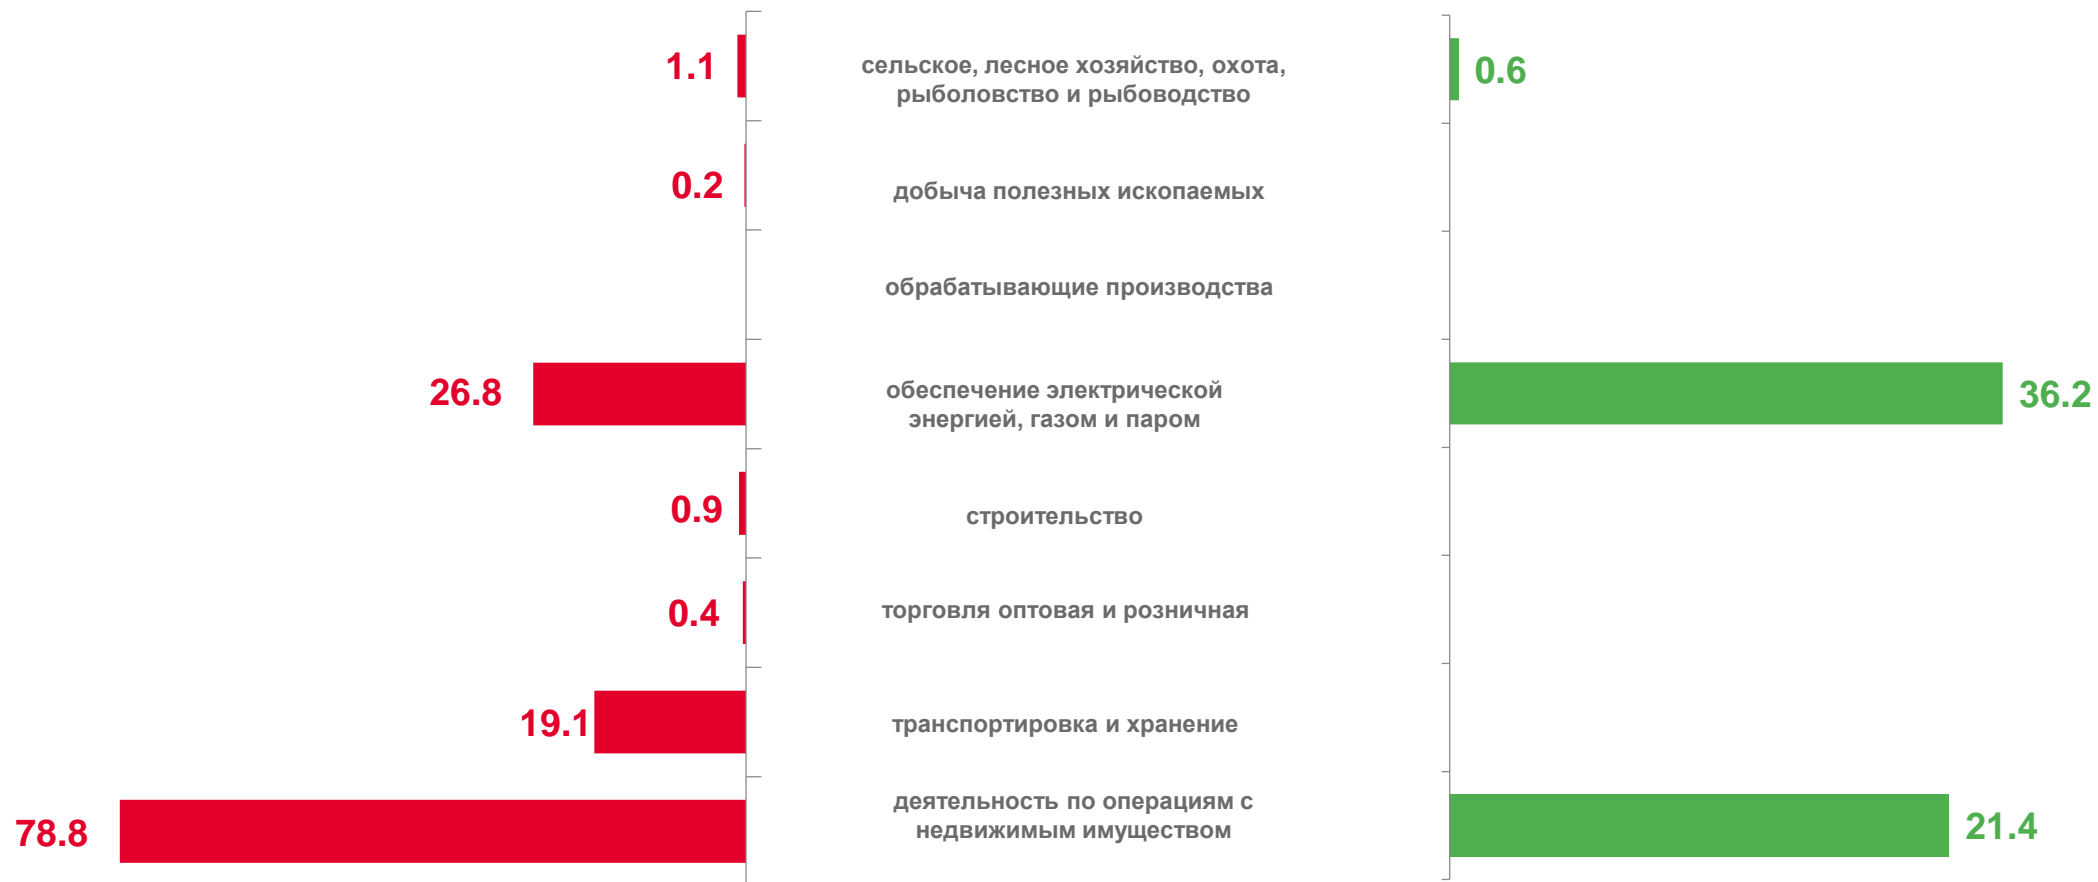 1.1
сельское, лесное хозяйство, охота,
рыболовство и рыбоводство
0.6
0.2
добыча полезных ископаемых
обрабатывающие производства
26.8
обеспечение электрической
энергией, газом и паром
36.2
0.9
строительство
0.4
торговля оптовая и розничная
19.1
транспортировка и хранение
78.8
деятельность по операциям с
недвижимым имуществом
21.4